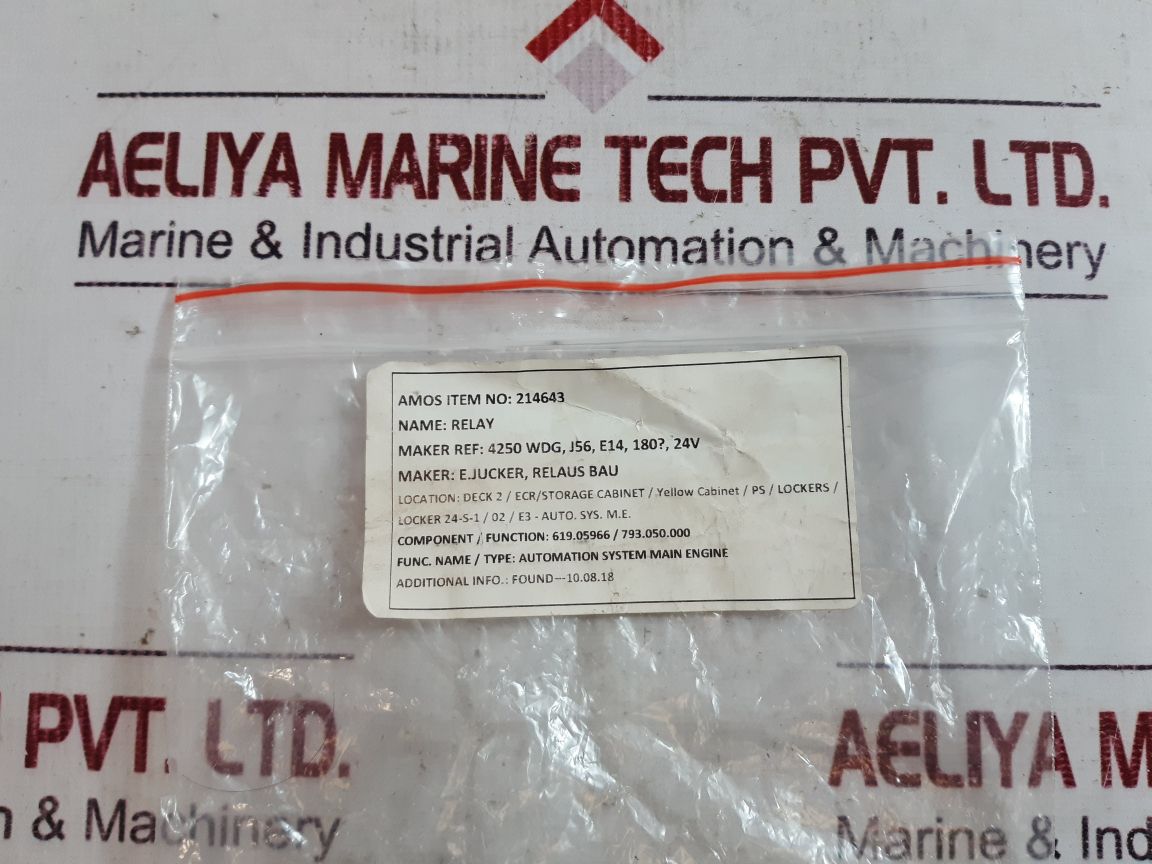 AELIYA MARINE TECH PVT. LTD.
Marine & Industrial Automation & Machinery
AMOS ITEM NO: 214643
NAME: RELAY
MAKER REF: 4250 WDG, J56, E14, 180?, 24V
MAKER: E.JUCKER, RELAUS BAU
LOCATION: DECK 2 / ECR/STORAGE CABINET / Yellow Cabinet / PS / LOCKERS /
LOCKER 24-S-1 / 02 / E3 - AUTO. SYS. M.E.
COMPONENT / FUNCTION: 619.05966 / 793.050.000
FUNC. NAME / TYPE: AUTOMATION SYSTEM MAIN ENGINE
ADDITIONAL INFO.: FOUND---10.08.18
PVT. LTD.
n & Machinery
AELIYA M
Marine & Ind